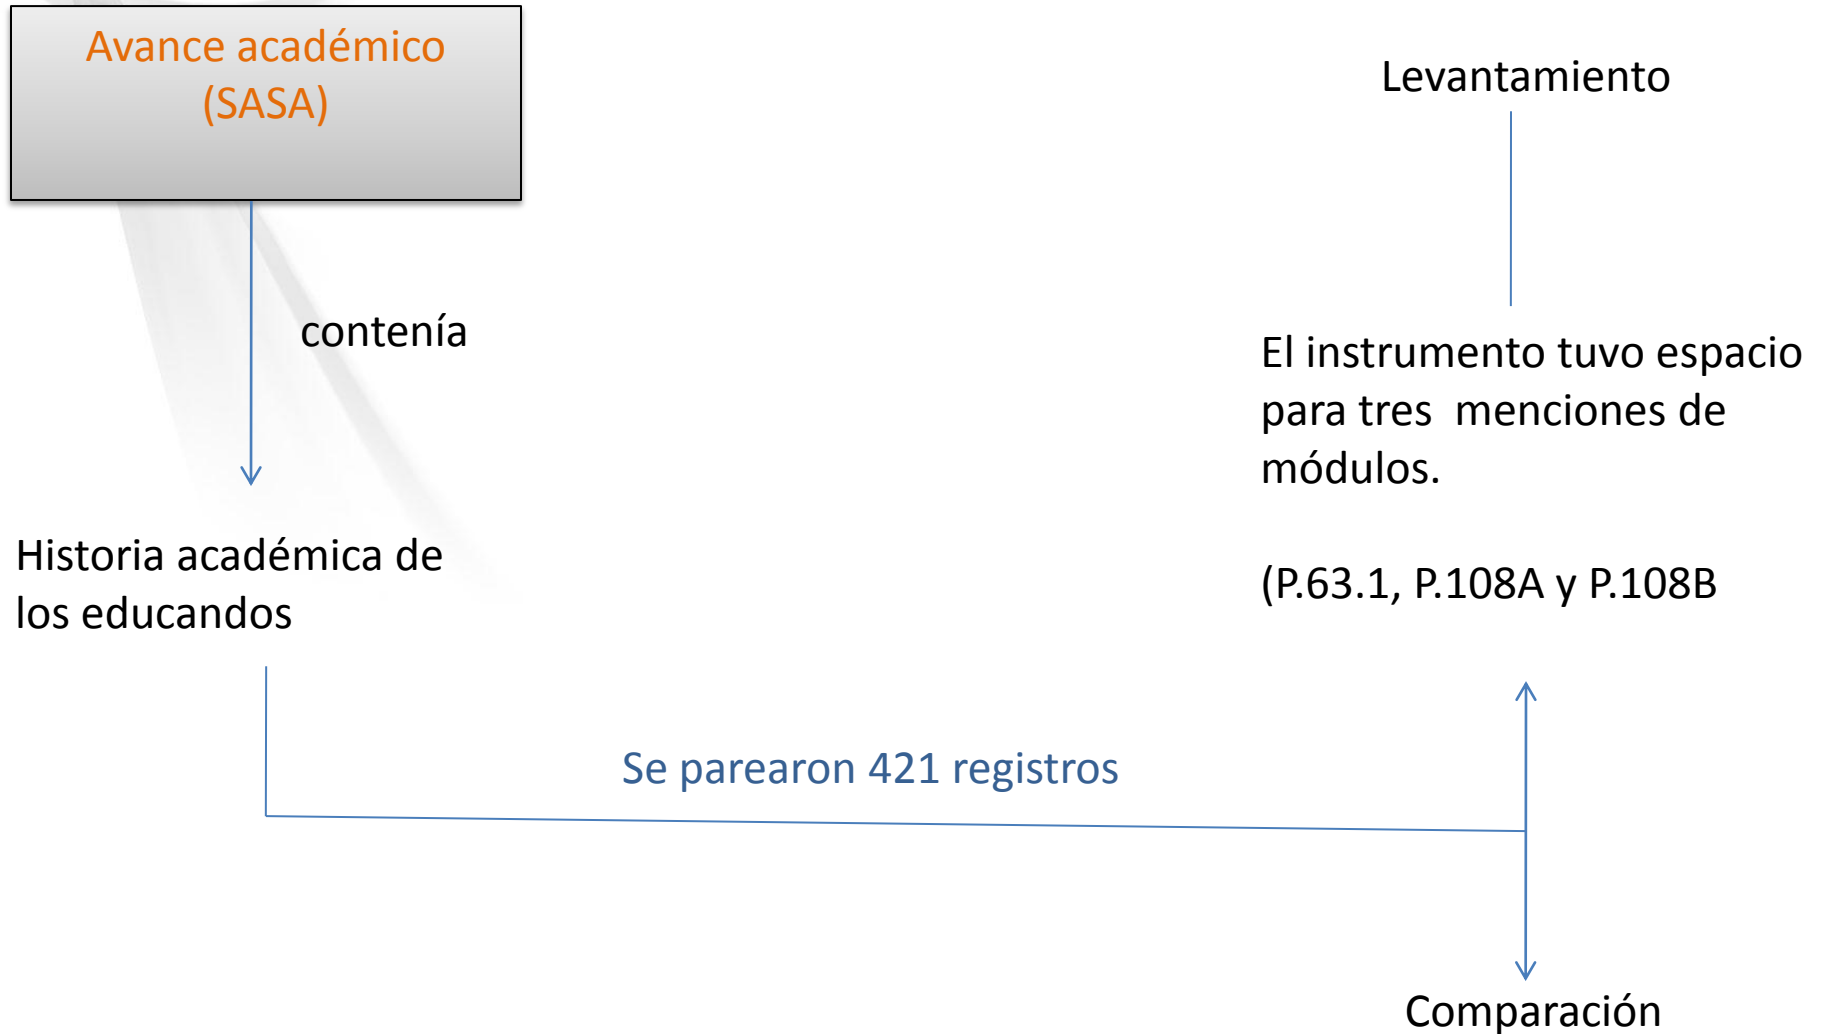 Avance académico
(SASA)
contenía
Historia académica de
los educandos
Levantamiento
El instrumento tuvo espacio
para tres  menciones de
módulos.
(P.63.1, P.108A y P.108B
Se parearon 421 registros
Comparación